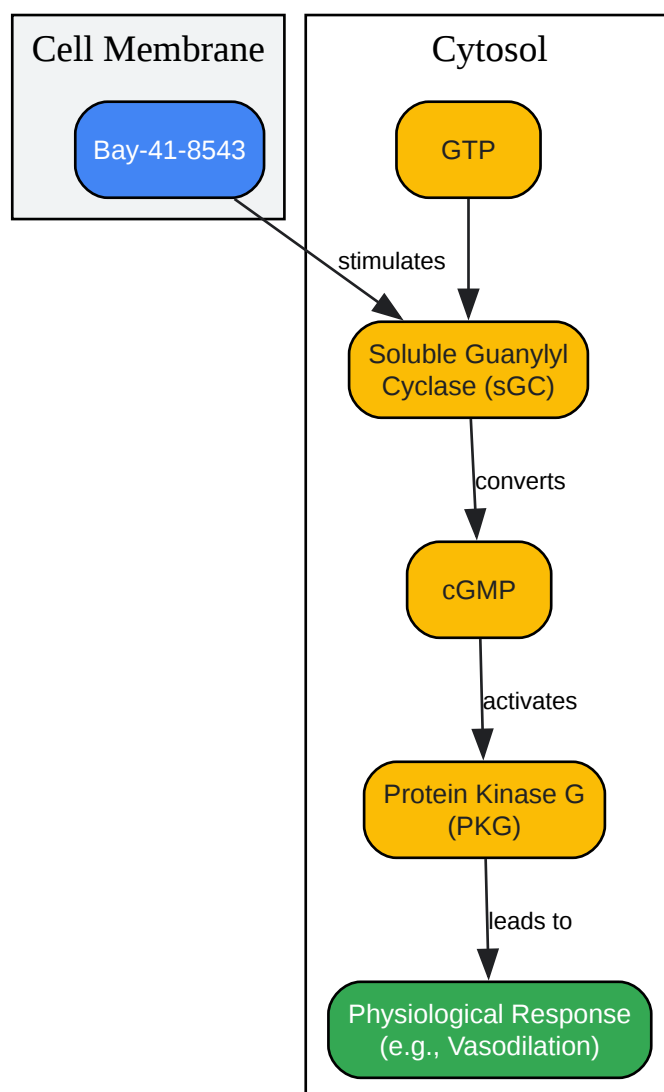 Cell Membrane
Cytosol
Bay-41-8543
GTP
stimulates
Soluble Guanylyl
Cyclase (sGC)
converts
cGMP
activates
Protein Kinase G
(PKG)
leads to
Physiological Response
(e.g., Vasodilation)